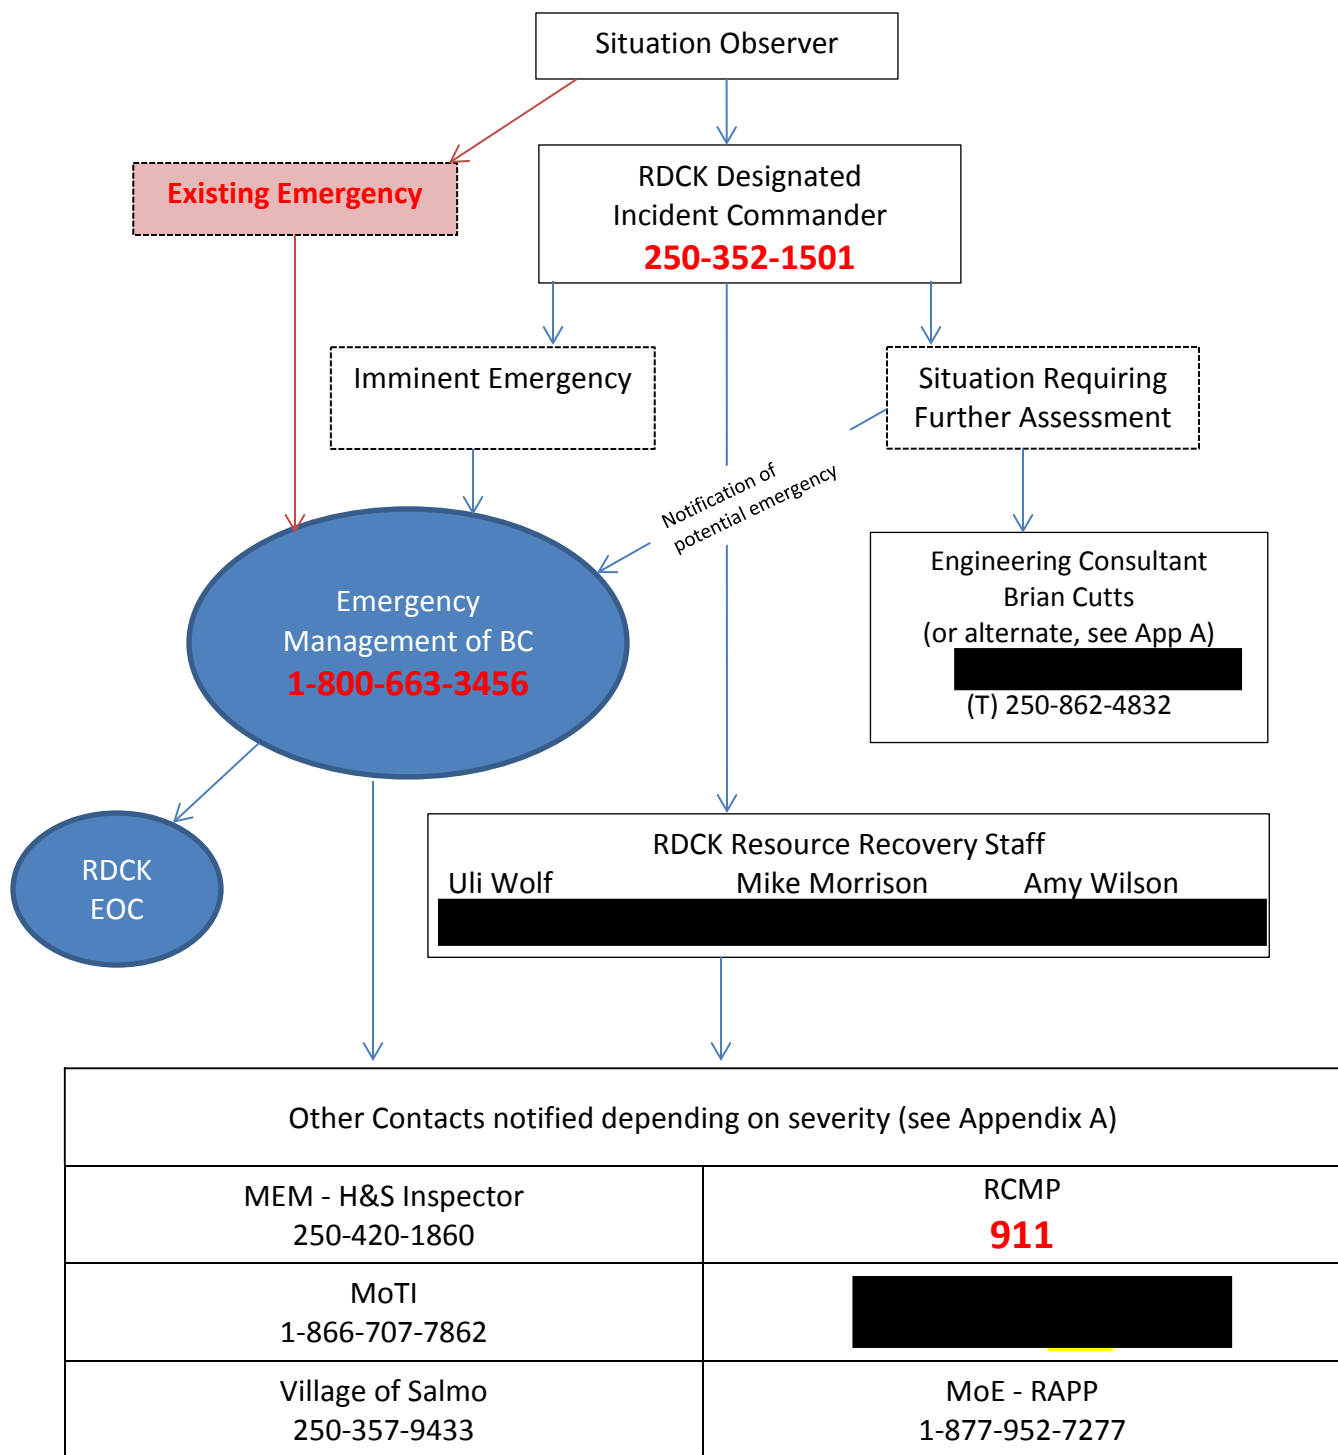 Situation Observer
Existing Emergency
RDCK Designated
Incident Commander
250-352-1501
Imminent Emergency
Situation Requiring
Further Assessment
Notification of
potential emergency
Emergency
Management of BC
1-800-663-3456
Engineering Consultant
Brian Cutts
(or alternate, see App A)
(T) 250-862-4832
RDCK
EOC
RDCK Resource Recovery Staff
Uli Wolf Mike Morrison Amy Wilson
Other Contacts notified depending on severity (see Appendix A)
MEM - H&S Inspector
250-420-1860
RCMP
911
MoTI
1-866-707-7862
Village of Salmo
250-357-9433
MoE - RAPP
1-877-952-7277